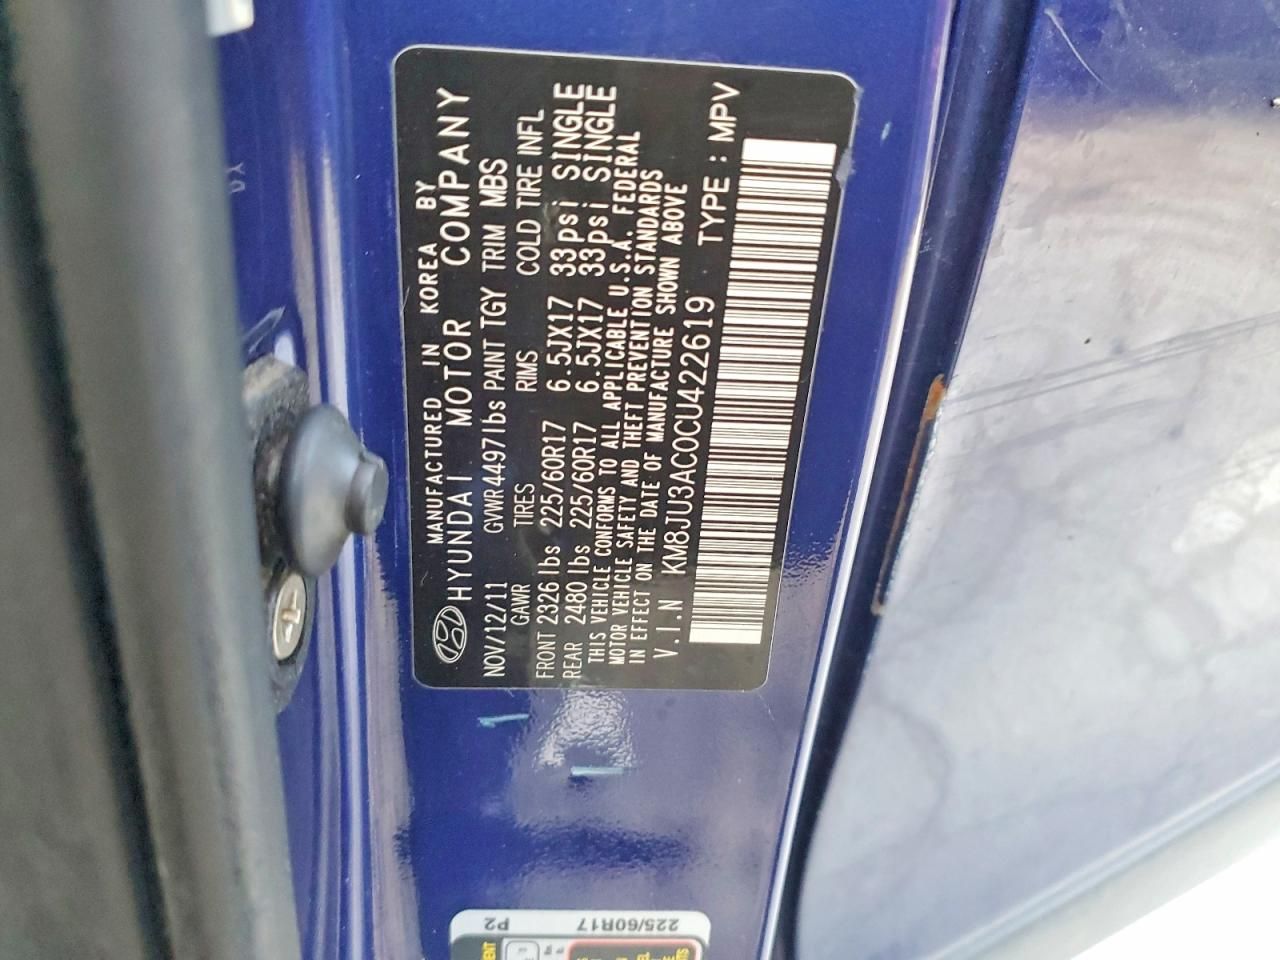 MANUFACTURED IN KOREA BY
HYUNDAI MOTOR COMPANY
NOV/12/11 GVWR 4497lbs PAINT TGY TRIM MBS
GAWR TIRES RIMS COLD TIRE INFL
FRONT 2326 lbs 225/60R17 6.5JX17 33psi SINGLE
REAR 2480 lbs 225/60R17 6.5JX17 33psi SINGLE
THIS VEHICLE CONFORMS TO ALL APPLICABLE U.S.A. FEDERAL
MOTOR VEHICLE SAFETY AND THEFT PREVENTION STANDARDS
IN EFFECT ON THE DATE OF MANUFACTURE SHOWN ABOVE
V.I.N KM8JU3AC0CU422619 TYPE : MPV
225/60R17 P2